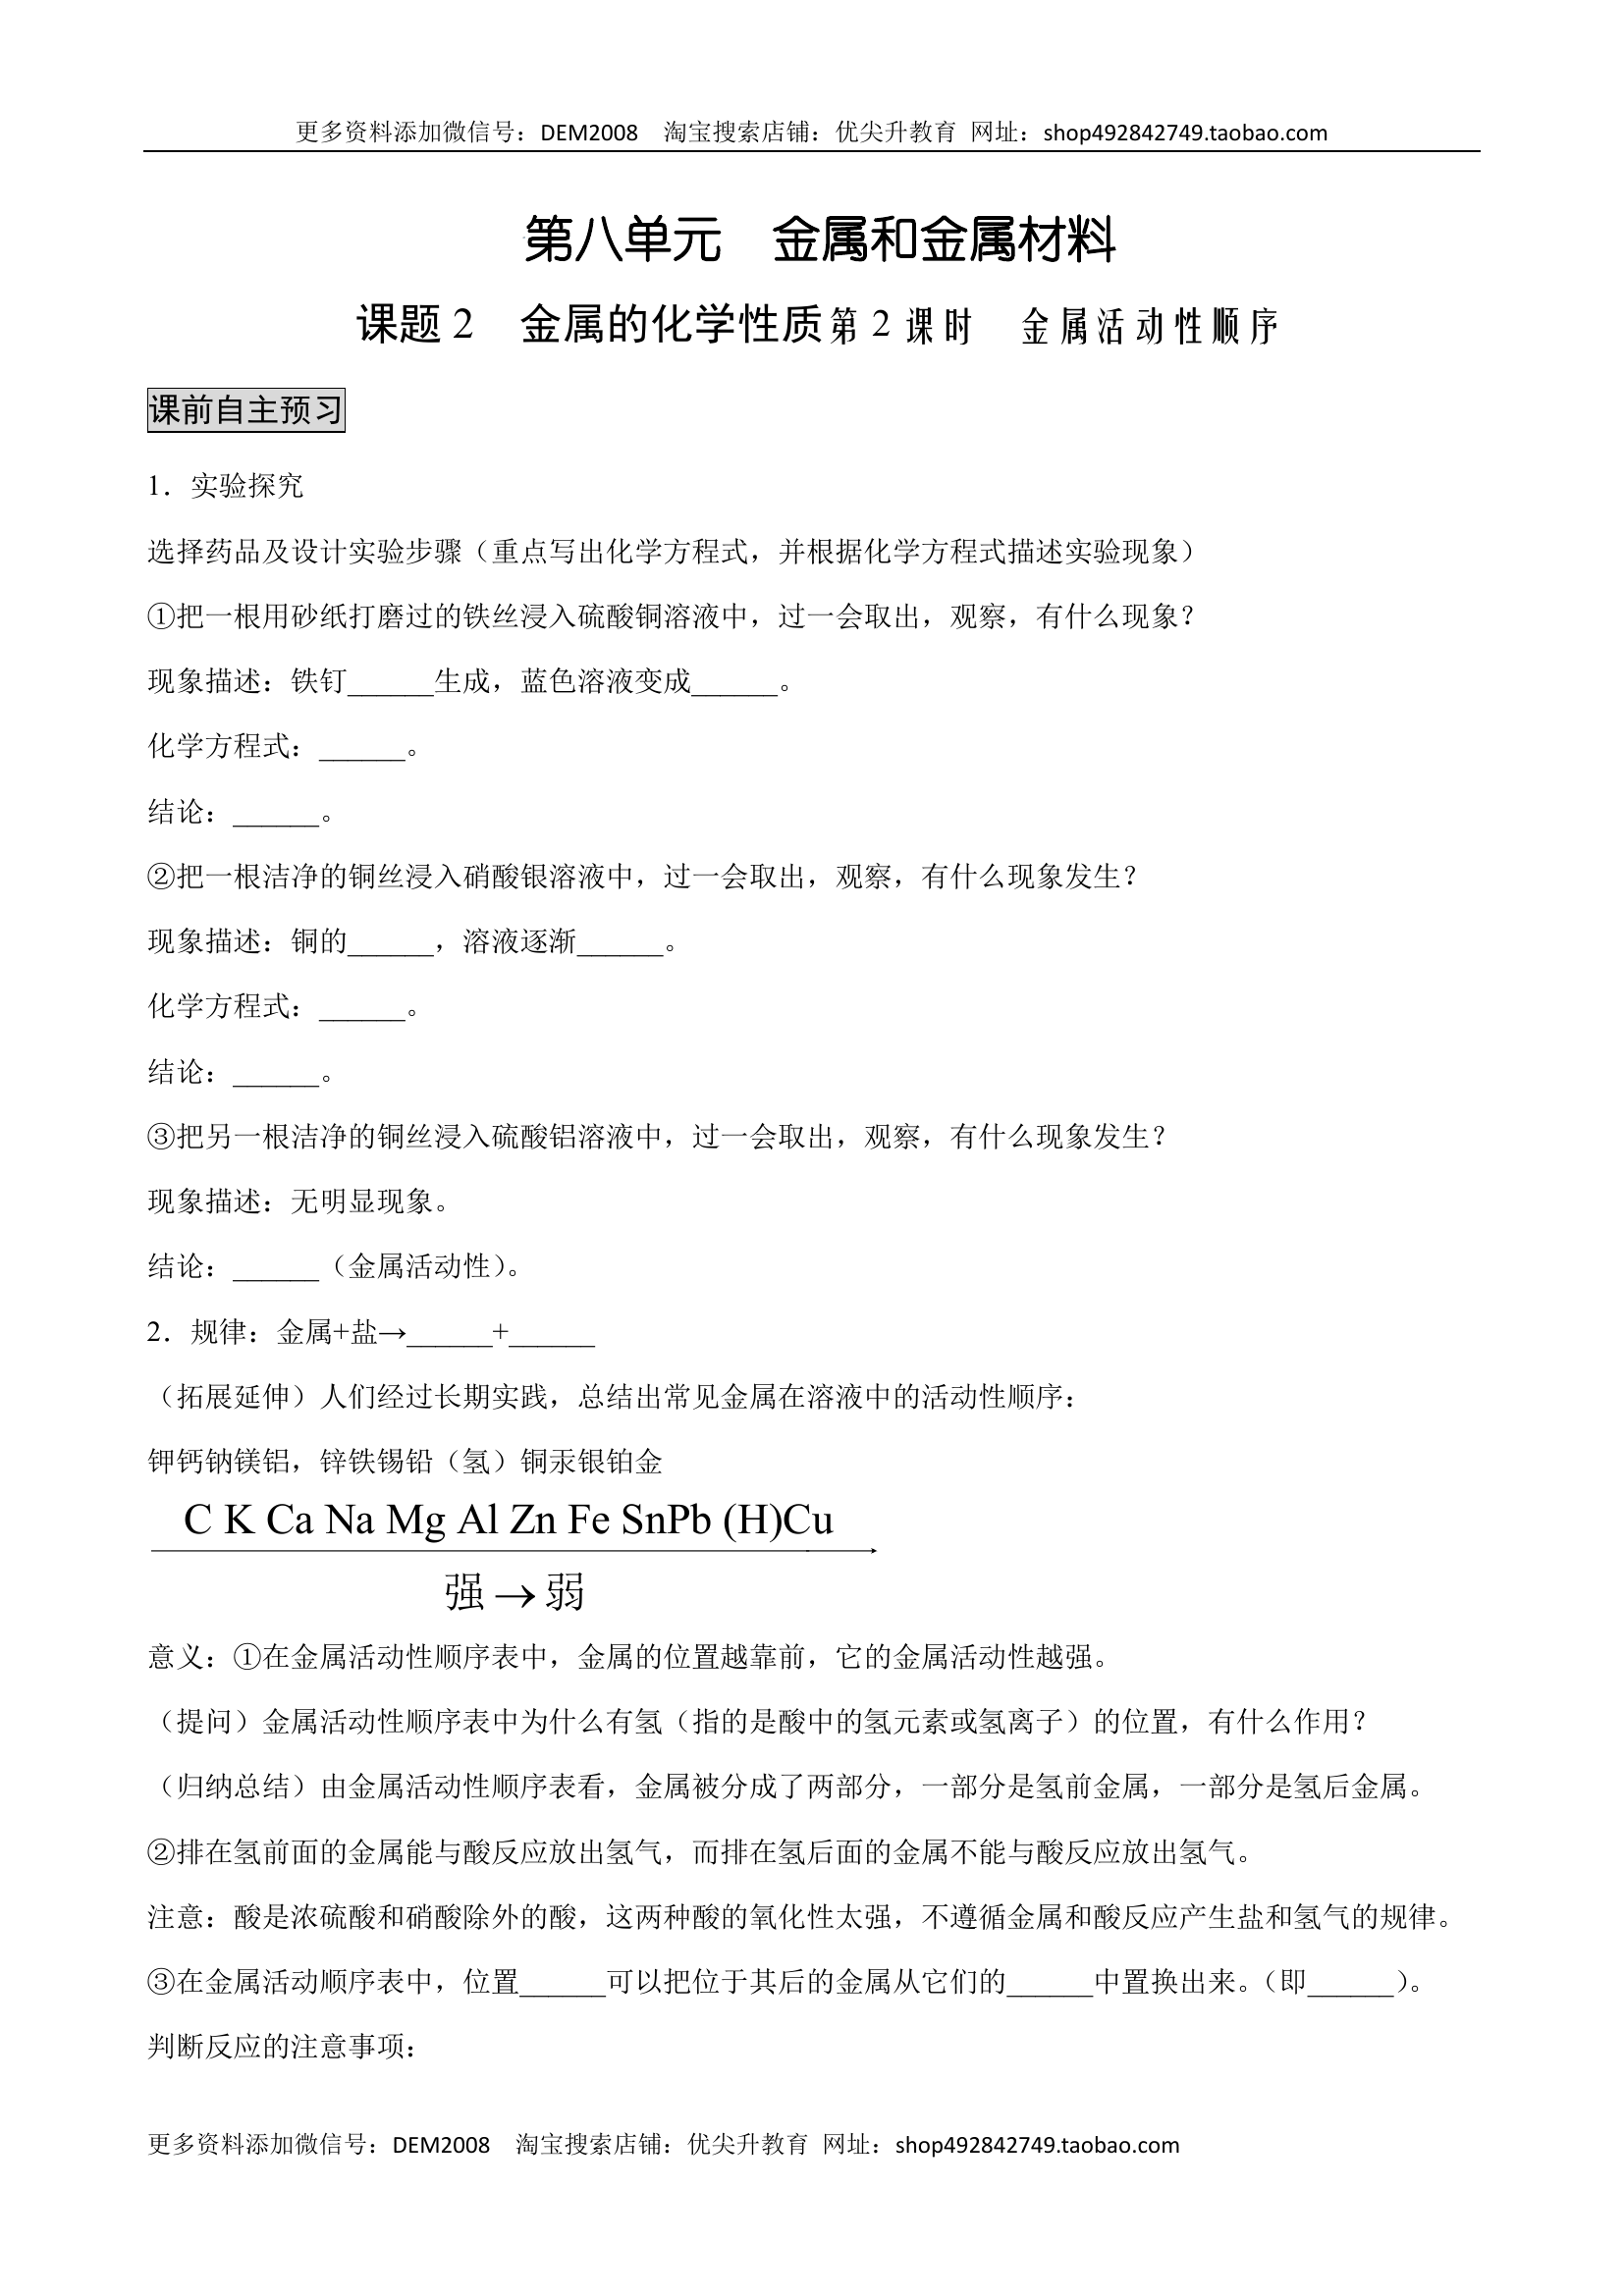 更多资料添加微信号：DEM2008　淘宝搜索店铺：优尖升教育 网址：shop492842749.taobao.com
第八单元　金属和金属材料
课题 2　金属的化学性质第 2 课时　金属活动性顺序
课前自主预习
1．实验探究
选择药品及设计实验步骤（重点写出化学方程式，并根据化学方程式描述实验现象）
①把一根用砂纸打磨过的铁丝浸入硫酸铜溶液中，过一会取出，观察，有什么现象？
现象描述：铁钉______生成，蓝色溶液变成______。
化学方程式：______。
结论：______。
②把一根洁净的铜丝浸入硝酸银溶液中，过一会取出，观察，有什么现象发生？
现象描述：铜的______，溶液逐渐______。
化学方程式：______。
结论：______。
③把另一根洁净的铜丝浸入硫酸铝溶液中，过一会取出，观察，有什么现象发生？
现象描述：无明显现象。
结论：______（金属活动性）。
2．规律：金属+盐→______+______
（拓展延伸）人们经过长期实践，总结出常见金属在溶液中的活动性顺序：
钾钙钠镁铝，锌铁锡铅（氢）铜汞银铂金
C K Ca Na Mg Al Zn Fe SnPb (H)Cu
强→弱
意义：①在金属活动性顺序表中，金属的位置越靠前，它的金属活动性越强。
（提问）金属活动性顺序表中为什么有氢（指的是酸中的氢元素或氢离子）的位置，有什么作用？
（归纳总结）由金属活动性顺序表看，金属被分成了两部分，一部分是氢前金属，一部分是氢后金属。
②排在氢前面的金属能与酸反应放出氢气，而排在氢后面的金属不能与酸反应放出氢气。
注意：酸是浓硫酸和硝酸除外的酸，这两种酸的氧化性太强，不遵循金属和酸反应产生盐和氢气的规律。
③在金属活动顺序表中，位置______可以把位于其后的金属从它们的______中置换出来。（即______）。
判断反应的注意事项：
更多资料添加微信号：DEM2008　淘宝搜索店铺：优尖升教育 网址：shop492842749.taobao.com